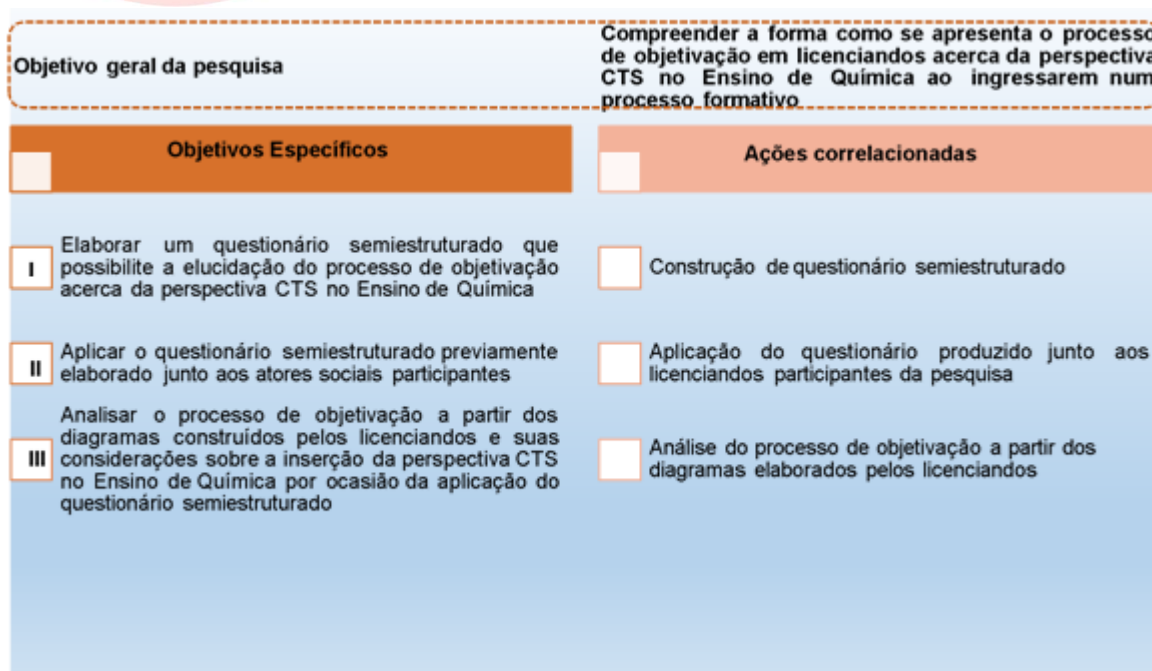 Objetivo geral da pesquisa
Compreender a forma como se apresenta o processo
de objetivação em licenciandos acerca da perspectiva
CTS no Ensino de Química ao ingressarem num
processo formativo
Objetivos Específicos
Ações correlacionadas
I
Elaborar um questionário semiestruturado que
possibilite a elucidação do processo de objetivação
acerca da perspectiva CTS no Ensino de Química
Construção de questionário semiestruturado
II
Aplicar o questionário semiestruturado previamente
elaborado junto aos atores sociais participantes
Aplicação do questionário produzido junto aos
licenciandos participantes da pesquisa
III
Analisar o processo de objetivação a partir dos
diagramas construídos pelos licenciandos e suas
considerações sobre a inserção da perspectiva CTS
no Ensino de Química por ocasião da aplicação do
questionário semiestruturado
Análise do processo de objetivação a partir dos
diagramas elaborados pelos licenciandos